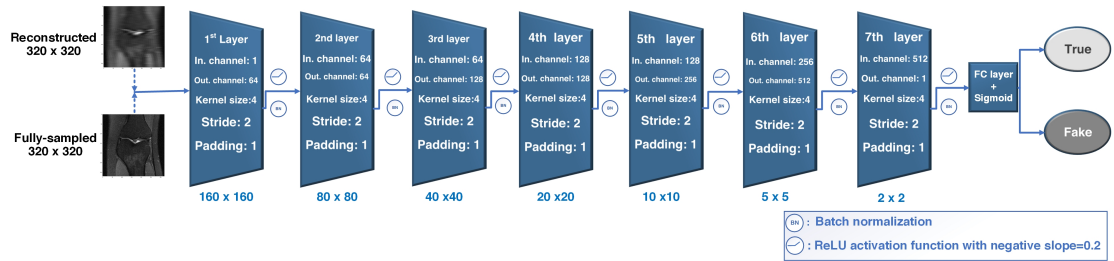 Reconstructed
320 x 320
Fully-sampled
320 x 320
1st Layer
In. channel: 1
Out. channel: 64
Kernel size:4
Stride: 2
Padding: 1
160 x 160
2nd layer
In. channel: 64
Out. channel: 64
Kernel size:4
Stride: 2
Padding: 1
80 x 80
3rd layer
In. channel: 64
Out. channel: 128
Kernel size:4
Stride: 2
Padding: 1
40 x40
4th layer
In. channel: 128
Out. channel: 128
Kernel size:4
Stride: 2
Padding: 1
20 x20
5th layer
In. channel: 128
Out. channel: 256
Kernel size:4
Stride: 2
Padding: 1
10 x10
6th layer
In. channel: 256
Out. channel: 512
Kernel size:4
Stride: 2
Padding: 1
5 x 5
7th layer
In. channel: 512
Out. channel: 1
Kernel size:4
Stride: 2
Padding: 1
2 x 2
BN
BN
BN
BN
BN
BN
BN
FC layer
+
Sigmoid
True
Fake
BN : Batch normalization
: ReLU activation function with negative slope=0.2